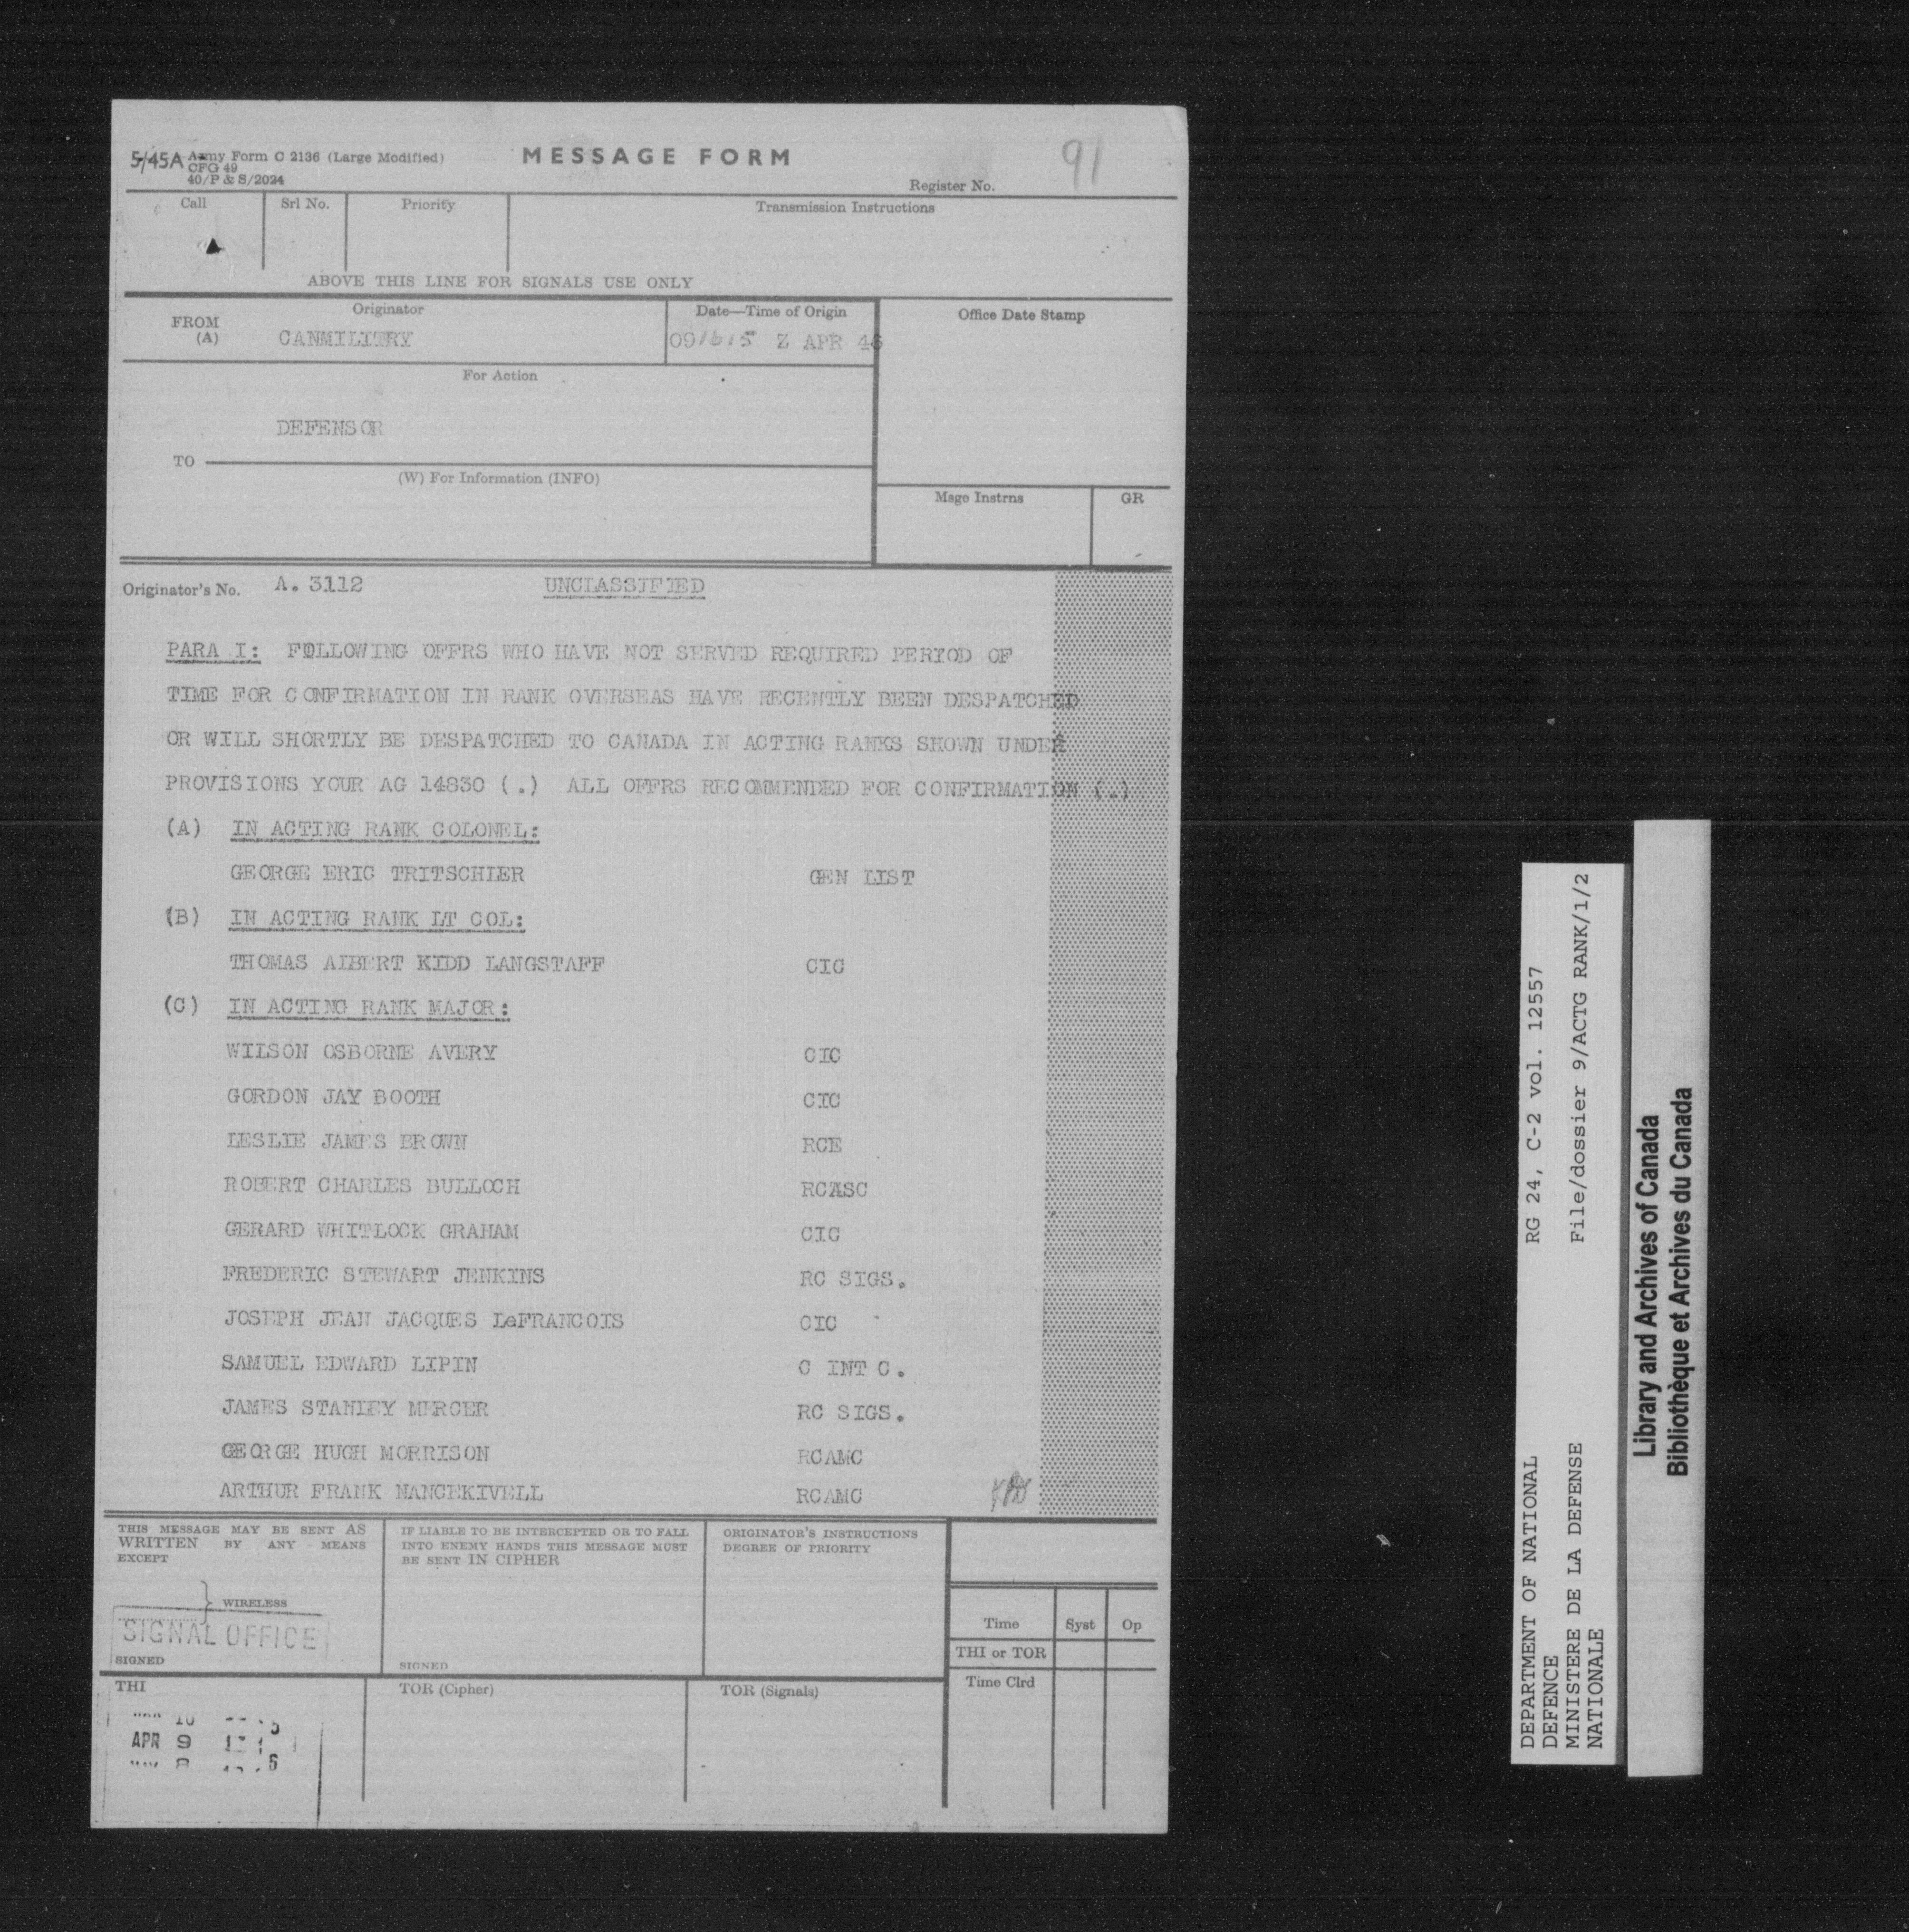 5/45A Army Form C 2136 (Large Modified)
CFG 49
40/P & S/2024
MESSAGE FORM
91
Register No.
Call Srl No. Priority Transmission Instructions
ABOVE THIS LINE FOR SIGNALS USE ONLY
FROM (A) Originator
CANMILITRY
Date—Time of Origin
091615 Z APR 46
Office Date Stamp
For Action
DEFENSOR
TO
(W) For Information (INFO)
Msge Instrns GR
Originator's No. A. 3112 UNCLASSIFIED
PARA I: FOLLOWING OFFRS WHO HAVE NOT SERVED REQUIRED PERIOD OF
TIME FOR CONFIRMATION IN RANK OVERSEAS HAVE RECENTLY BEEN DESPATCHED
OR WILL SHORTLY BE DESPATCHED TO CANADA IN ACTING RANKS SHOWN UNDER
PROVISIONS YOUR AG 14830 (.) ALL OFFRS RECOMMENDED FOR CONFIRMATION (.)
(A) IN ACTING RANK COLONEL:
GEORGE ERIC TRITSCHLER GEN LIST
(B) IN ACTING RANK LT COL:
THOMAS ALBERT KIDD LANGSTAFF CIC
(C) IN ACTING RANK MAJOR:
WILSON OSBORNE AVERY CIC
GORDON JAY BOOTH CIC
LESLIE JAMES BROWN RCE
ROBERT CHARLES BULLOCH RCASC
GERARD WHITLOCK GRAHAM CIC
FREDERIC STEWART JENKINS RC SIGS.
JOSEPH JEAN JACQUES LeFRANCOIS CIC
SAMUEL EDWARD LIPIN C INT C.
JAMES STANLEY MERCER RC SIGS.
GEORGE HUGH MORRISON RCAMC
ARTHUR FRANK NANCEKIVELL RCAMC
THIS MESSAGE MAY BE SENT AS
WRITTEN BY ANY MEANS
EXCEPT
WIRELESS
SIGNAL OFFICE
SIGNED
IF LIABLE TO BE INTERCEPTED OR TO FALL
INTO ENEMY HANDS THIS MESSAGE MUST
BE SENT IN CIPHER
SIGNED
ORIGINATOR'S INSTRUCTIONS
DEGREE OF PRIORITY
Time Syst Op
THI or TOR
Time Clrd
THI
TOR (Cipher)
TOR (Signals)
APR 9
DEPARTMENT OF NATIONAL
DEFENCE
MINISTERE DE LA DEFENSE
NATIONALE
RG 24, C-2 vol. 12557
File/dossier 9/ACTG RANK/1/2
Library and Archives of Canada
Bibliothèque et Archives du Canada